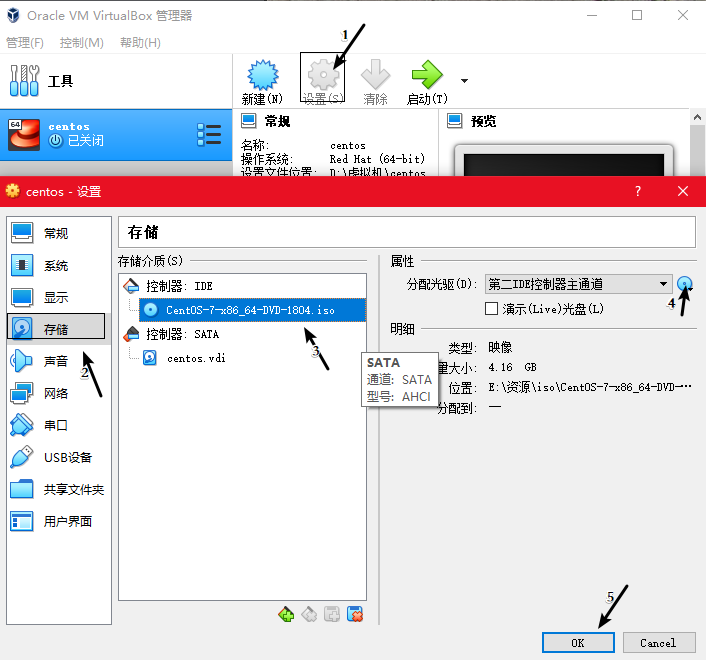 Oracle VM VirtualBox 管理器
管理(F) 控制(M) 帮助(H)
1
工具
新建(N) 设置(S) 清除 启动(T)
64
centos
已关闭
常规
预览
名称: centos
操作系统: Red Hat (64-bit)
设置文件位置: D:\虚拟机\centos
centos - 设置
常规
系统
显示
存储
声音
网络
串口
USB设备
共享文件夹
用户界面
2
存储
存储介质(S)
控制器: IDE
CentOS-7-x86_64-DVD-1804.iso
控制器: SATA
centos.vdi
3
SATA
通道: SATA
型号: AHCI
属性
分配光驱(D): 第二IDE控制器主通道
演示(Live)光盘(L)
4
明细
类型: 映像
量大小: 4.16 GB
位置: E:\资源\iso\CentOS-7-x86_64-DVD-···
分配到: —
5
OK Cancel